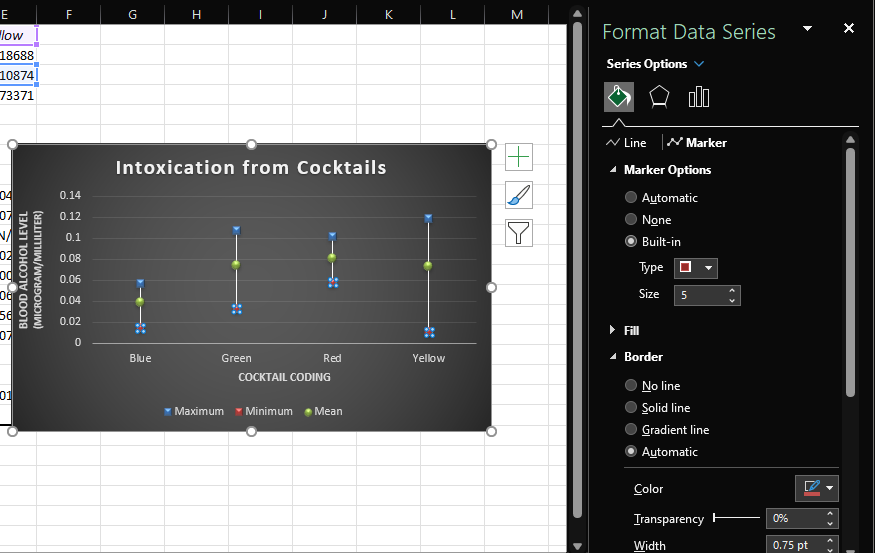 E F G H I J K L M
llow
18688
10874
73371
04
07
N/
02
00
06
56
07
01
Intoxication from Cocktails
0.14
0.12
0.1
0.08
0.06
0.04
0.02
0
BLOOD ALCOHOL LEVEL
(MICROGRAM/MILLILITER)
Blue Green Red Yellow
COCKTAIL CODING
Maximum Minimum Mean
Format Data Series
Series Options
Line Marker
Marker Options
Automatic
None
Built-in
Type
Size 5
Fill
Border
No line
Solid line
Gradient line
Automatic
Color
Transparency 0%
Width 0.75 pt